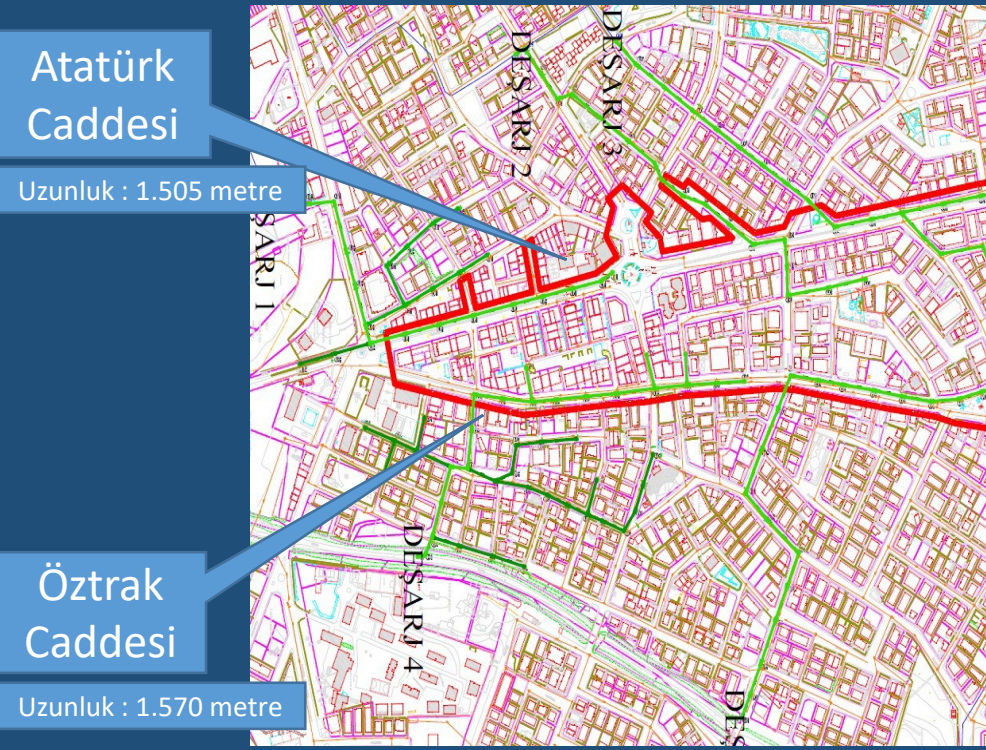 Atatürk
Caddesi
Uzunluk : 1.505 metre
ŞARJ 1
DEŞARJ 2
DEŞARJ 3
Öztrak
Caddesi
Uzunluk : 1.570 metre
DEŞARJ 4
DEŞ